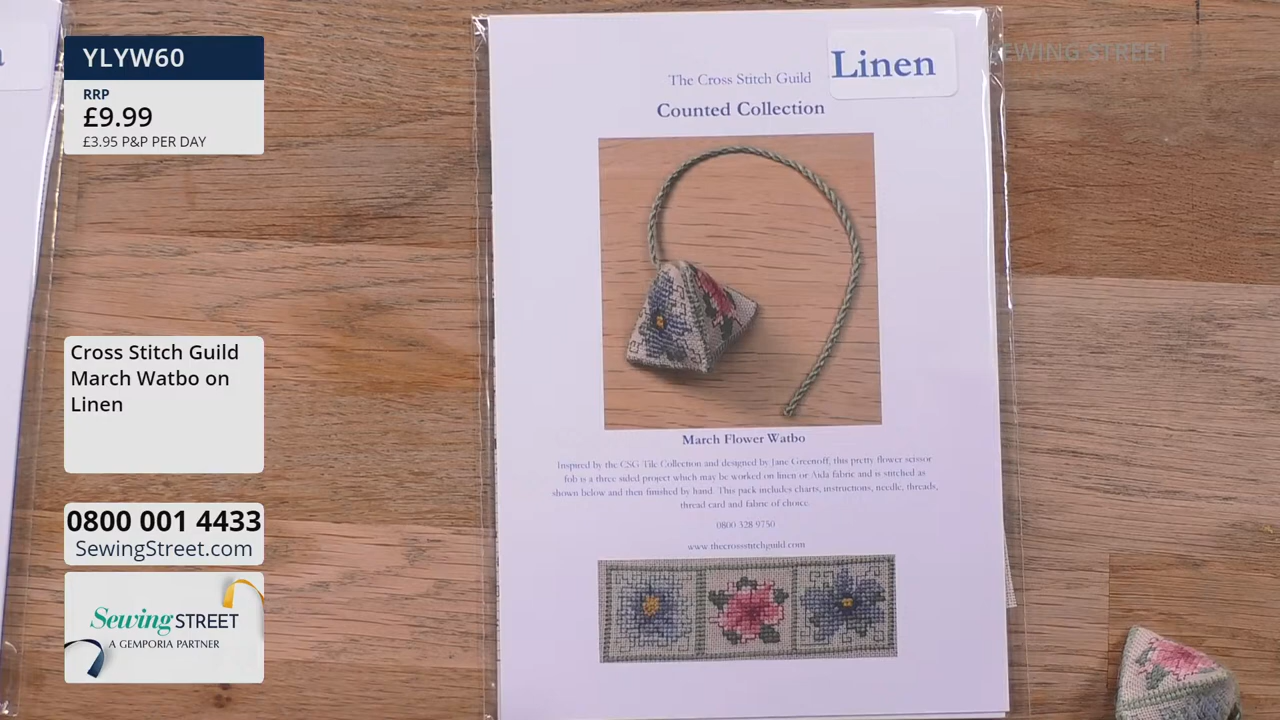 YLYW60
RRP
£9.99
£3.95 P&P PER DAY
Cross Stitch Guild
March Watbo on
Linen
0800 001 4433
SewingStreet.com
Sewing STREET
A GEMPORIA PARTNER
SEWING STREET
Linen
The Cross Stitch Guild
Counted Collection
March Flower Watbo
Inspired by the CSG Tile Collection and designed by Jane Greenoff, this pretty flower scissor
fob is a three sided project which may be worked on linen or Aida fabric and is stitched as
shown below and then finished by hand. This pack includes charts, instructions, needle, threads,
thread card and fabric of choice.
0800 328 9750
www.thecrossstitchguild.com